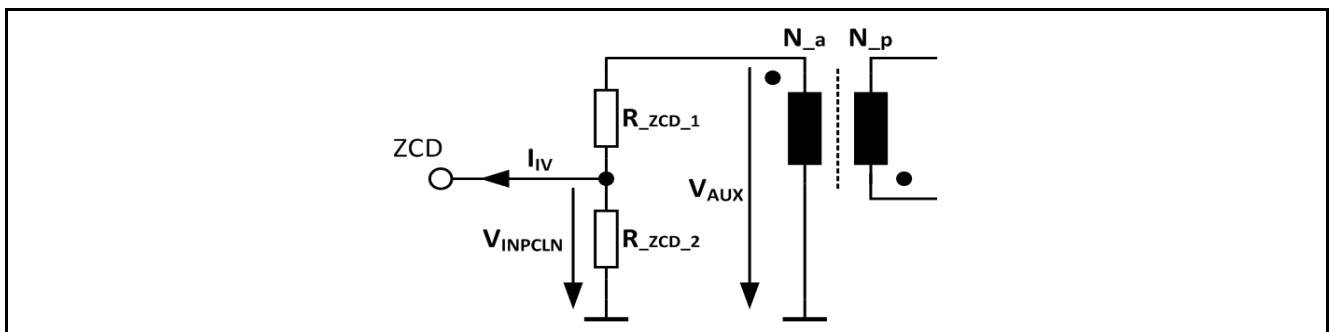 N_a N_p
R_ZCD_1
ZCD
I_IV
V_AUX
V_INPCLN
R_ZCD_2